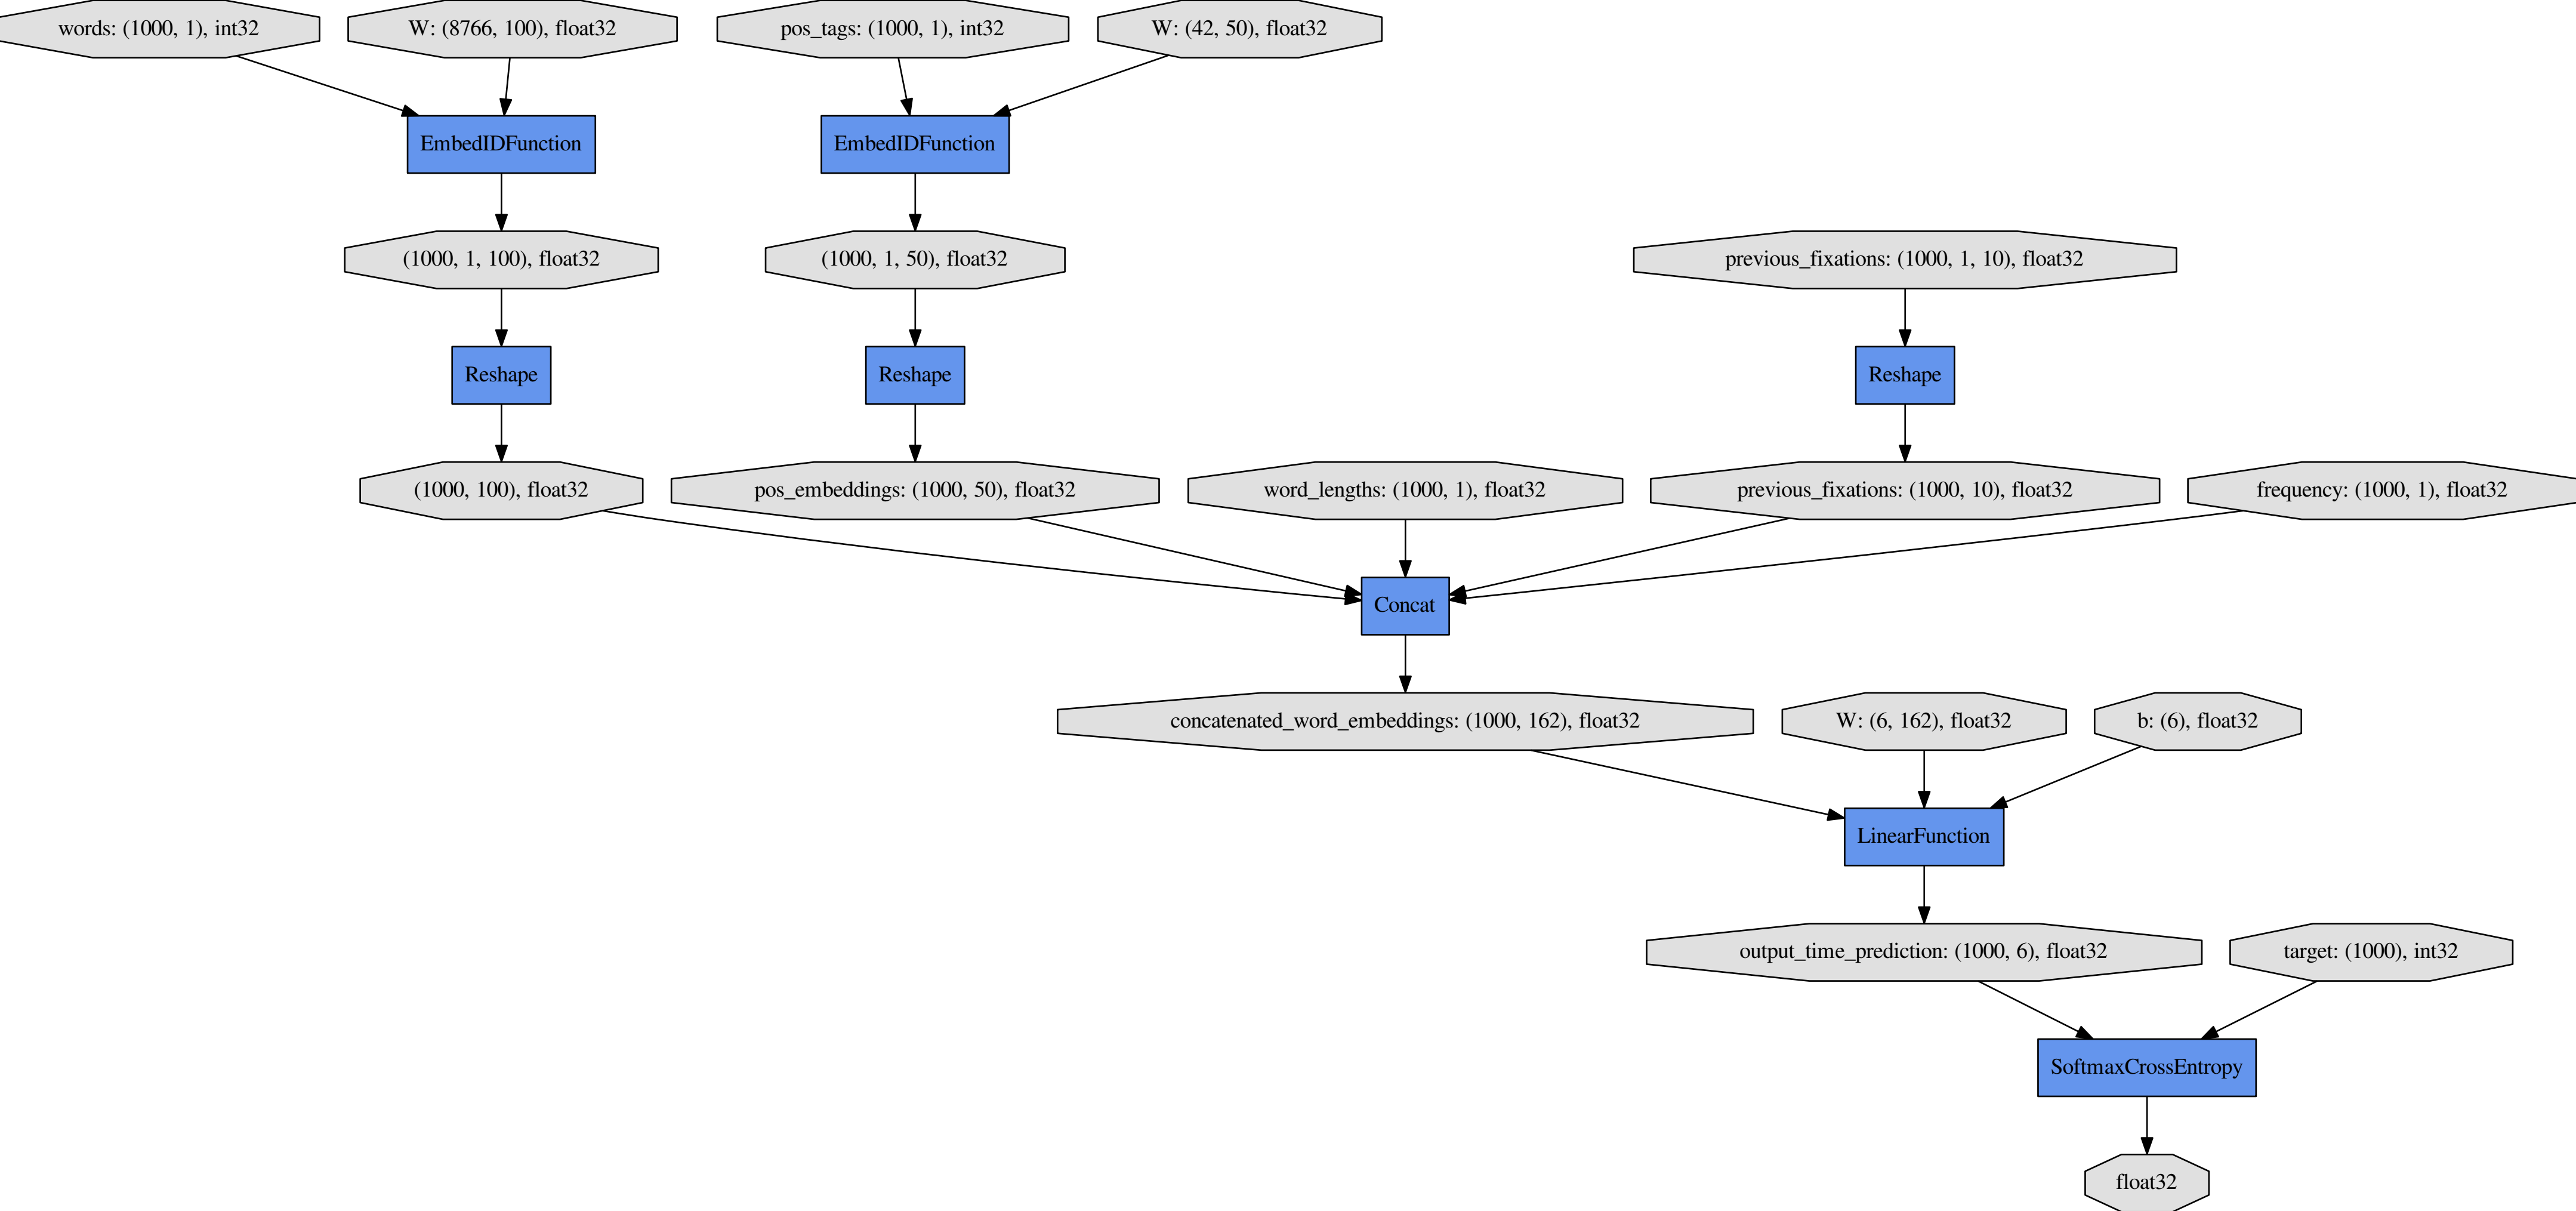 words: (1000, 1), int32
W: (8766, 100), float32
pos_tags: (1000, 1), int32
W: (42, 50), float32
EmbedIDFunction
EmbedIDFunction
(1000, 1, 100), float32
(1000, 1, 50), float32
previous_fixations: (1000, 1, 10), float32
Reshape
Reshape
Reshape
(1000, 100), float32
pos_embeddings: (1000, 50), float32
word_lengths: (1000, 1), float32
previous_fixations: (1000, 10), float32
frequency: (1000, 1), float32
Concat
concatenated_word_embeddings: (1000, 162), float32
W: (6, 162), float32
b: (6), float32
LinearFunction
output_time_prediction: (1000, 6), float32
target: (1000), int32
SoftmaxCrossEntropy
float32